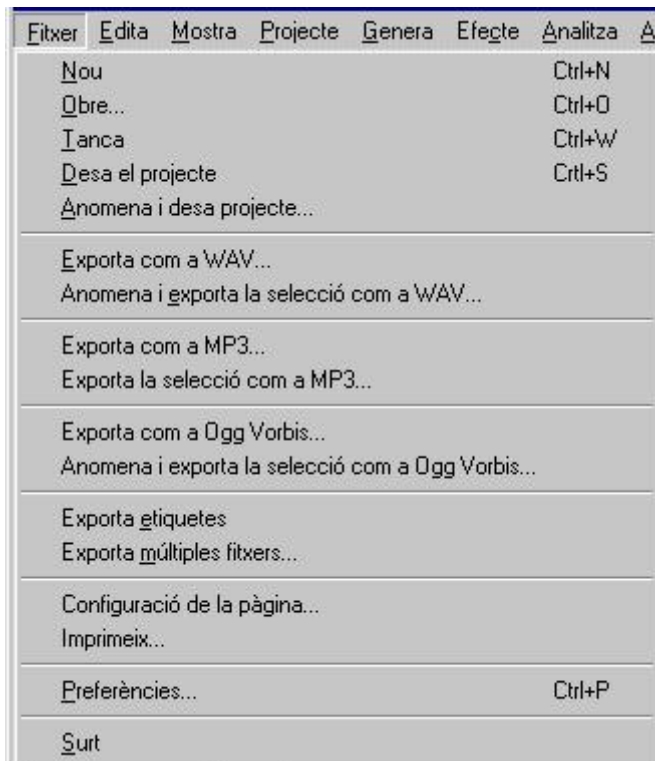 Fitxer Edita Mostra Projecte Genera Efecte Analitza A
Nou Ctrl+N
Obre... Ctrl+O
Tanca Ctrl+W
Desa el projecte Crtl+S
Anomena i desa projecte...
Exporta com a WAV...
Anomena i exporta la selecció com a WAV...
Exporta com a MP3...
Exporta la selecció com a MP3...
Exporta com a Ogg Vorbis...
Anomena i exporta la selecció com a Ogg Vorbis...
Exporta etiquetes
Exporta múltiples fitxers...
Configuració de la pàgina...
Imprimeix...
Preferències... Ctrl+P
Surt